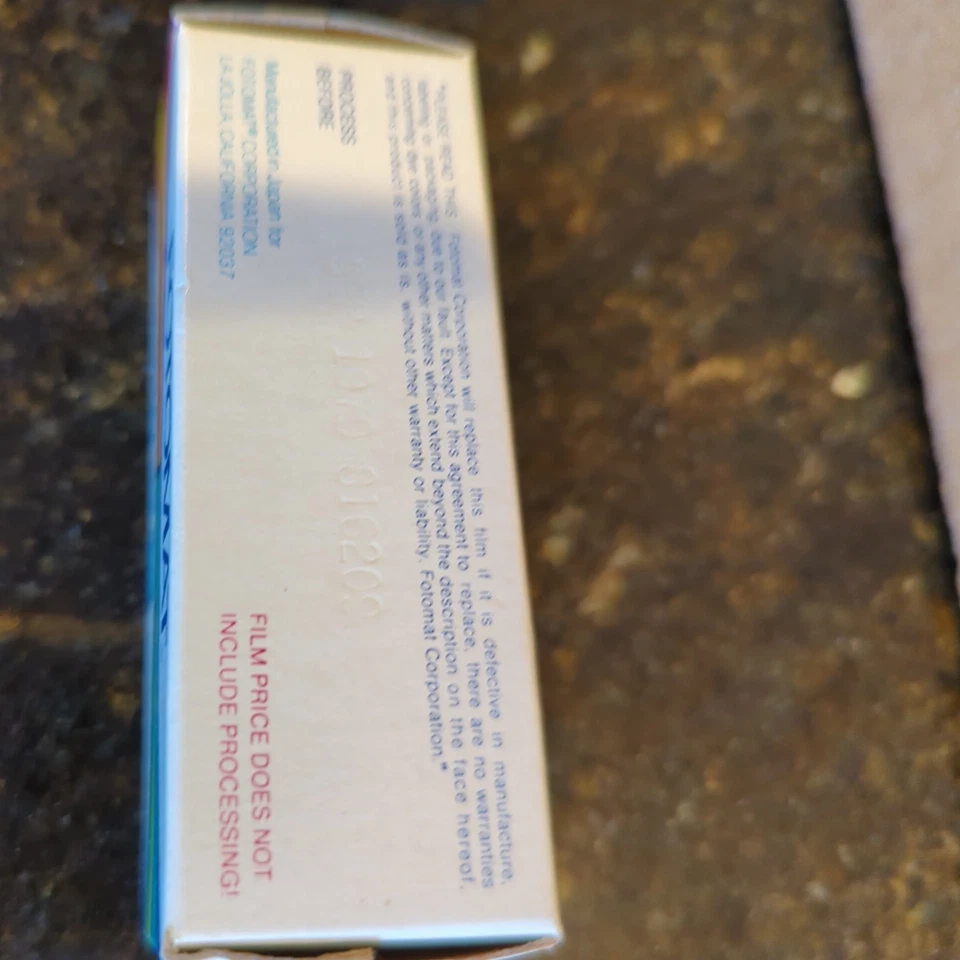 "PLEASE READ THIS: Fotomat Corporation will replace this film if it is defective in manufacture,
labeling or packaging due to our fault. Except for this agreement to replace, there are no warranties
concerning dye colors or any other matters which extend beyond the description on the face hereof,
and this product is sold as is, without other warranty or liability. Fotomat Corporation."
PROCESS
BEFORE
Manufactured in Japan for
FOTOMAT® CORPORATION
LA JOLLA, CALIFORNIA 92037
FILM PRICE DOES NOT
INCLUDE PROCESSING!